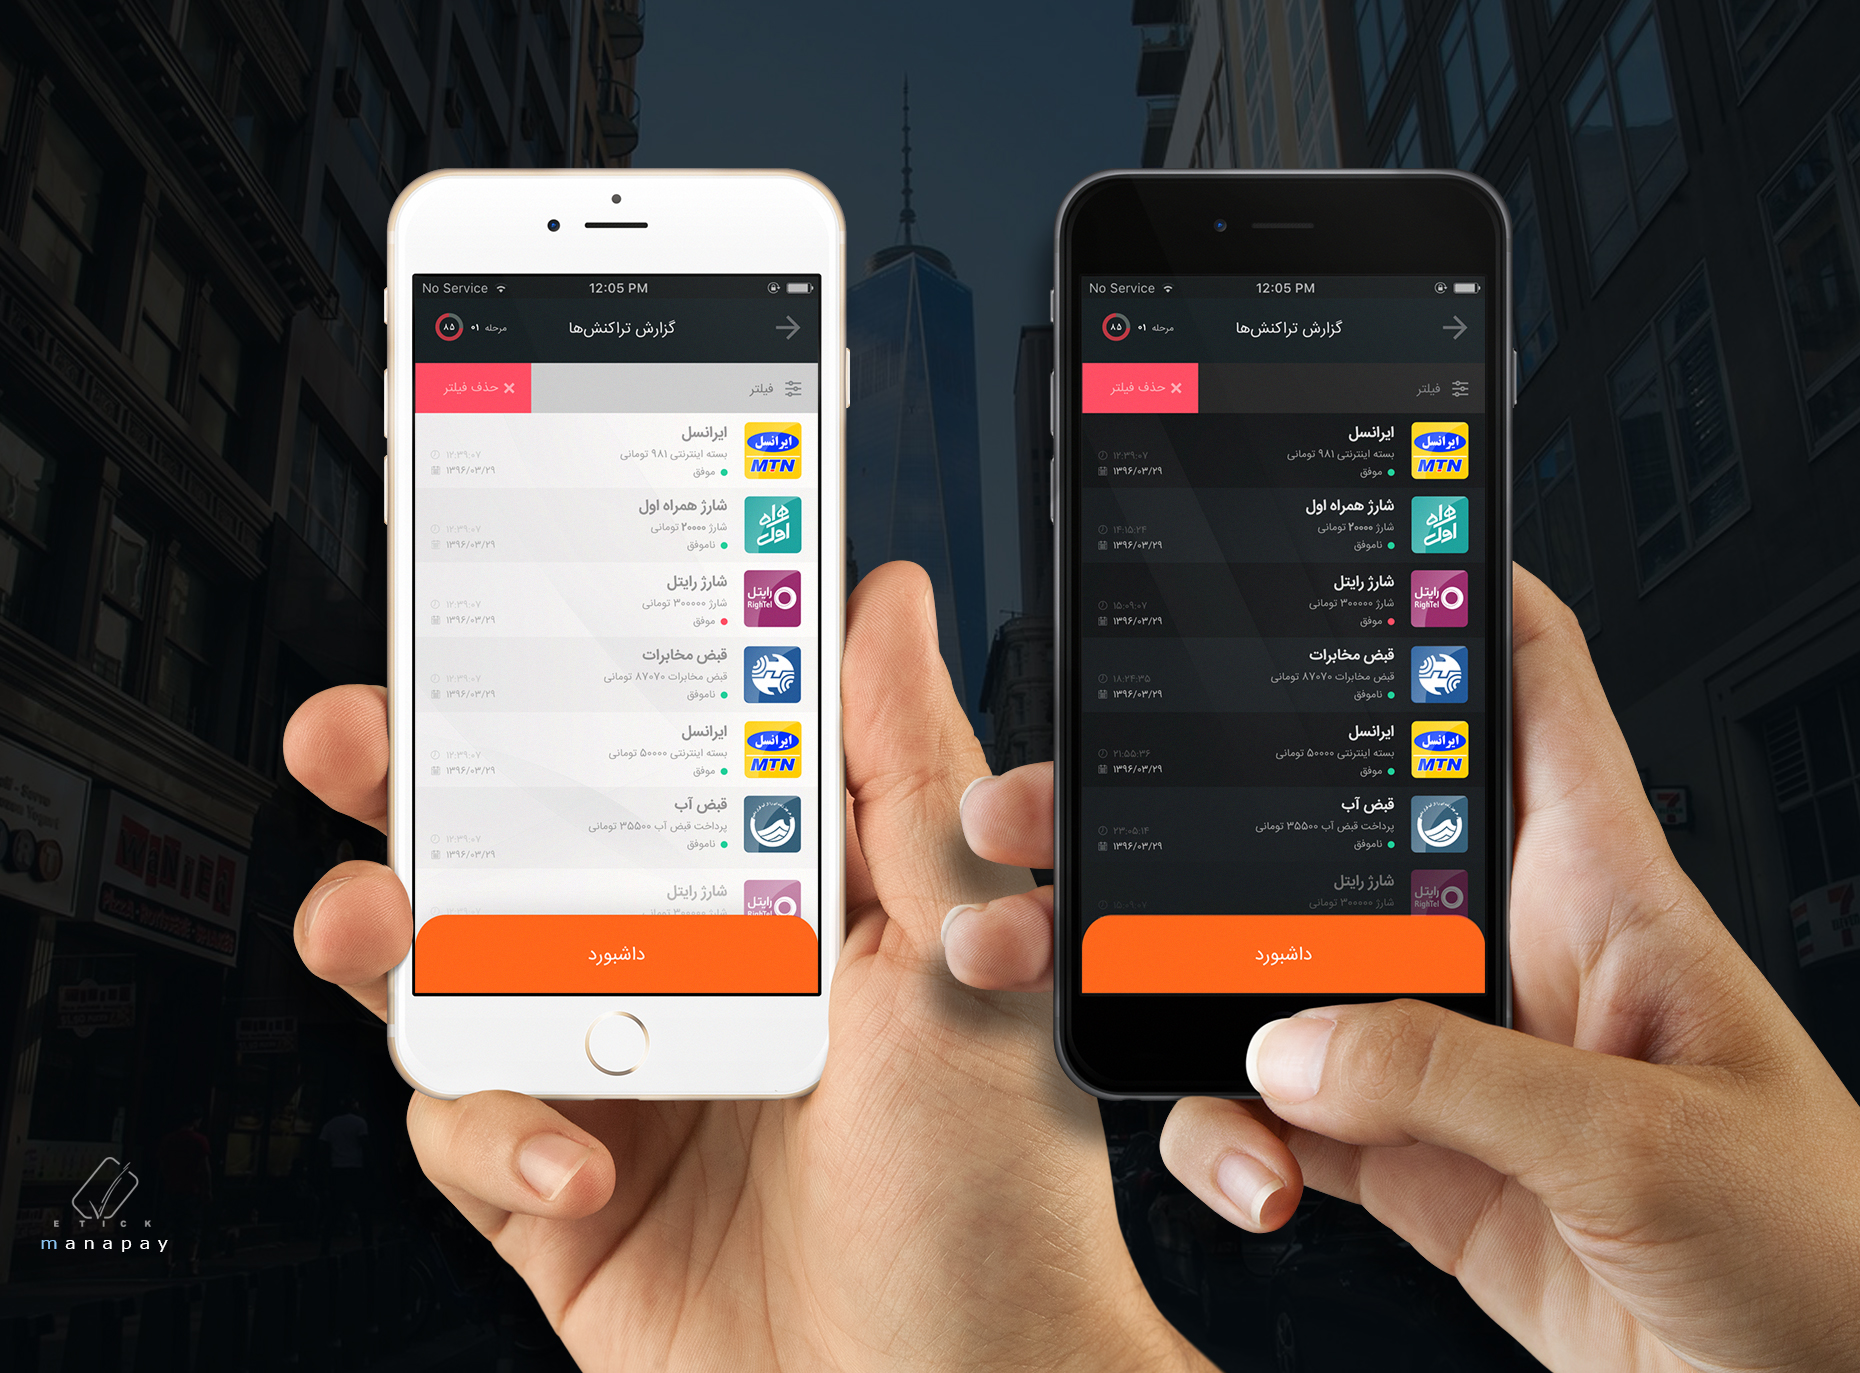 No Service 12:05 PM
گزارش تراکنش‌ها
مرحله ۰۱
۸۵
فیلتر
حذف فیلتر
ایرانسل
بسته اینترنتی ۹۸۱ تومانی
موفق
۱۲:۳۹:۰۷
۱۳۹۶/۰۳/۲۹
ایرانسل
MTN
شارژ همراه اول
شارژ ۲۰۰۰۰ تومانی
ناموفق
۱۲:۳۹:۰۷
۱۳۹۶/۰۳/۲۹
همراه اول
شارژ رایتل
شارژ ۳۰۰۰۰۰ تومانی
موفق
۱۲:۳۹:۰۷
۱۳۹۶/۰۳/۲۹
رایتل
RighTel
قبض مخابرات
قبض مخابرات ۸۷۰۷۰ تومانی
ناموفق
۱۲:۳۹:۰۷
۱۳۹۶/۰۳/۲۹
ایرانسل
بسته اینترنتی ۵۰۰۰۰ تومانی
موفق
۱۲:۳۹:۰۷
۱۳۹۶/۰۳/۲۹
ایرانسل
MTN
قبض آب
پرداخت قبض آب ۳۵۵۰۰ تومانی
ناموفق
۱۲:۳۹:۰۷
۱۳۹۶/۰۳/۲۹
شارژ رایتل
شارژ ۳۰۰۰۰۰ تومانی
۱۲:۳۹:۰۷
رایتل
داشبورد
No Service 12:05 PM
گزارش تراکنش‌ها
مرحله ۰۱
۸۵
فیلتر
حذف فیلتر
ایرانسل
بسته اینترنتی ۹۸۱ تومانی
موفق
۱۲:۳۹:۰۷
۱۳۹۶/۰۳/۲۹
ایرانسل
MTN
شارژ همراه اول
شارژ ۲۰۰۰۰ تومانی
ناموفق
۱۴:۱۵:۲۴
۱۳۹۶/۰۳/۲۹
همراه اول
شارژ رایتل
شارژ ۳۰۰۰۰۰ تومانی
موفق
۱۵:۰۹:۰۷
۱۳۹۶/۰۳/۲۹
رایتل
RighTel
قبض مخابرات
قبض مخابرات ۸۷۰۷۰ تومانی
ناموفق
۱۸:۲۴:۳۵
۱۳۹۶/۰۳/۲۹
ایرانسل
بسته اینترنتی ۵۰۰۰۰ تومانی
موفق
۲۱:۵۵:۳۶
۱۳۹۶/۰۳/۲۹
ایرانسل
MTN
قبض آب
پرداخت قبض آب ۳۵۵۰۰ تومانی
ناموفق
۲۳:۰۵:۱۴
۱۳۹۶/۰۳/۲۹
شارژ رایتل
شارژ ۳۰۰۰۰۰ تومانی
۱۵:۰۹:۰۷
رایتل
RighTel
داشبورد
ETICK
manapay